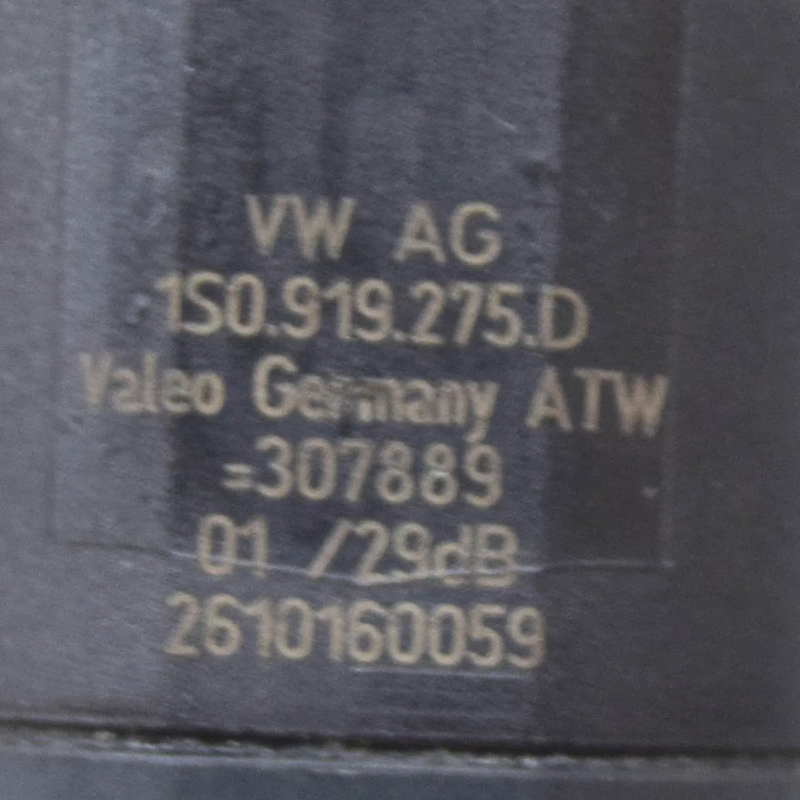 VW AG
1S0.919.275.D
Valeo Germany ATW
=307889
01 /29dB
2610160059